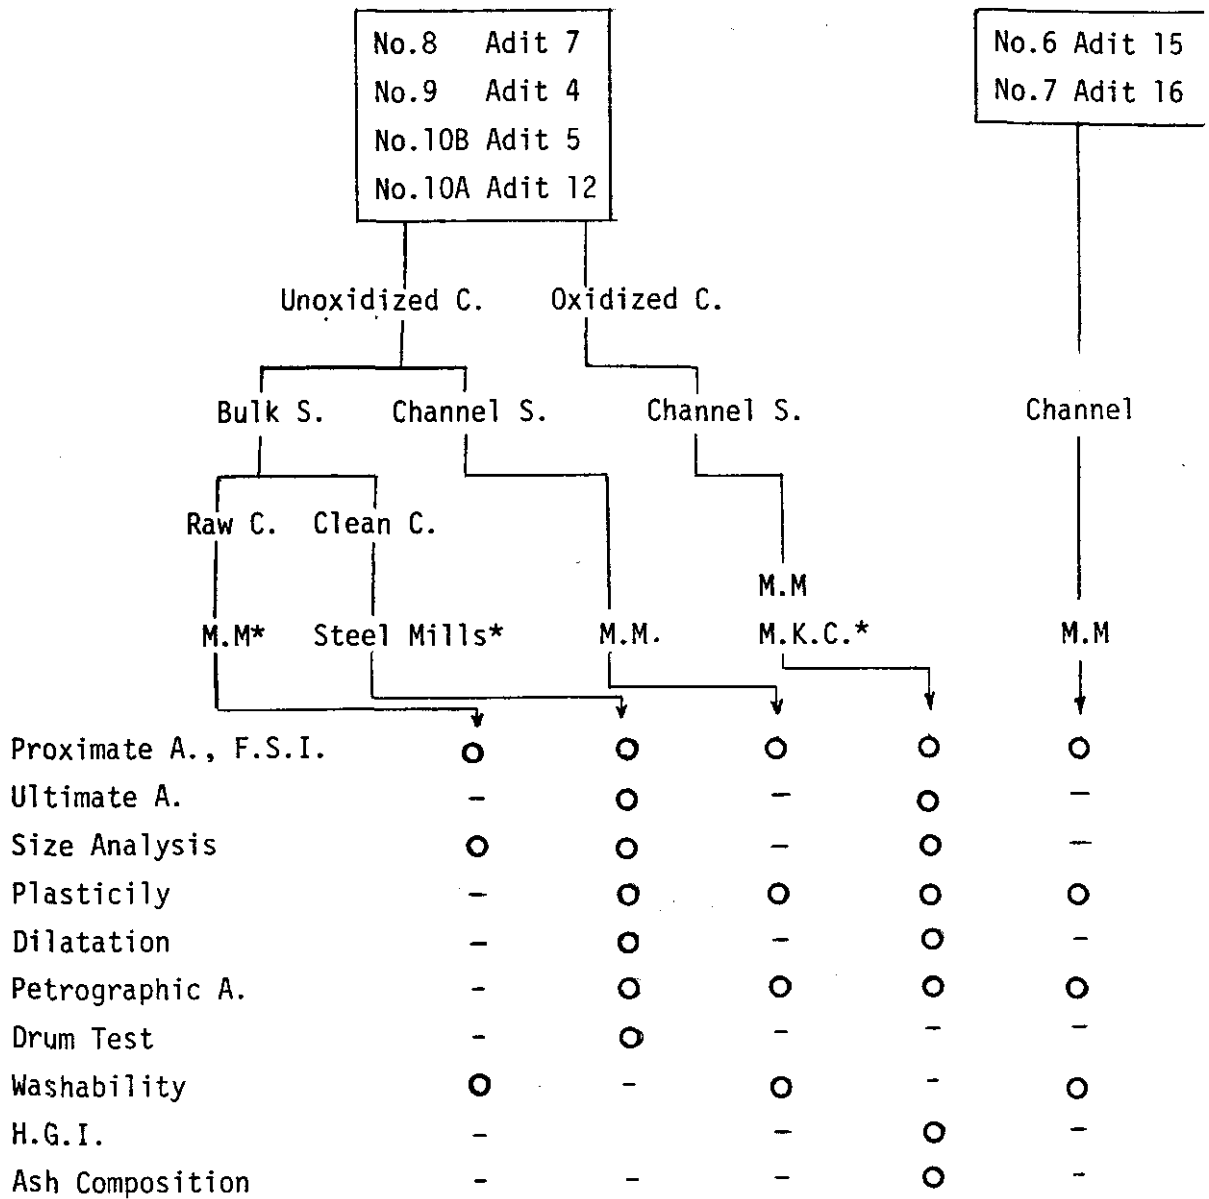 No.8 Adit 7
No.9 Adit 4
No.10B Adit 5
No.10A Adit 12
No.6 Adit 15
No.7 Adit 16
Unoxidized C. Oxidized C.
Bulk S. Channel S. Channel S. Channel
Raw C. Clean C.
M.M
M.M* Steel Mills* M.M. M.K.C.* M.M
Proximate A., F.S.I. O O O O O
Ultimate A. - O - O -
Size Analysis O O - O -
Plasticily - O O O O
Dilatation - O - O -
Petrographic A. - O O O O
Drum Test - O - - -
Washability O - O - O
H.G.I. - - O -
Ash Composition - - - O -